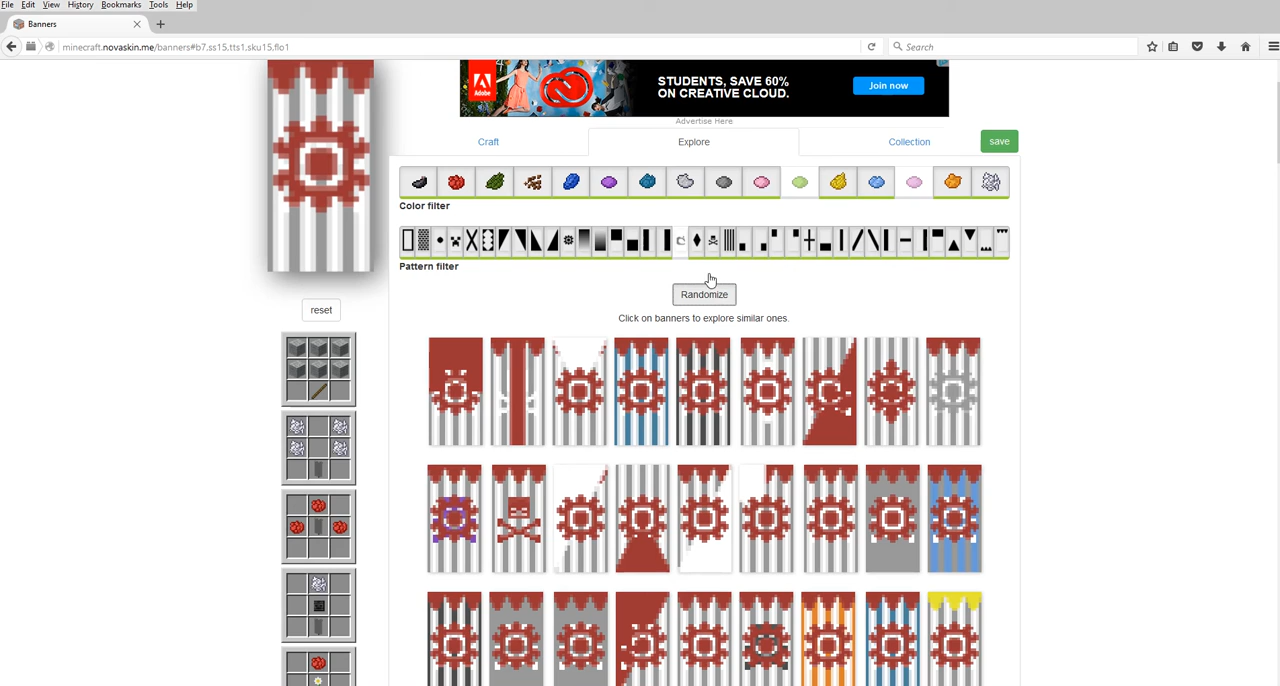 File Edit View History Bookmarks Tools Help
Banners
minecraft.novaskin.me/banners#b7.ss15.tts1.sku15.flo1
Search
Adobe
STUDENTS, SAVE 60%
ON CREATIVE CLOUD.
Join now
Advertise Here
Craft Explore Collection save
Color filter
Pattern filter
Randomize
reset
Click on banners to explore similar ones.